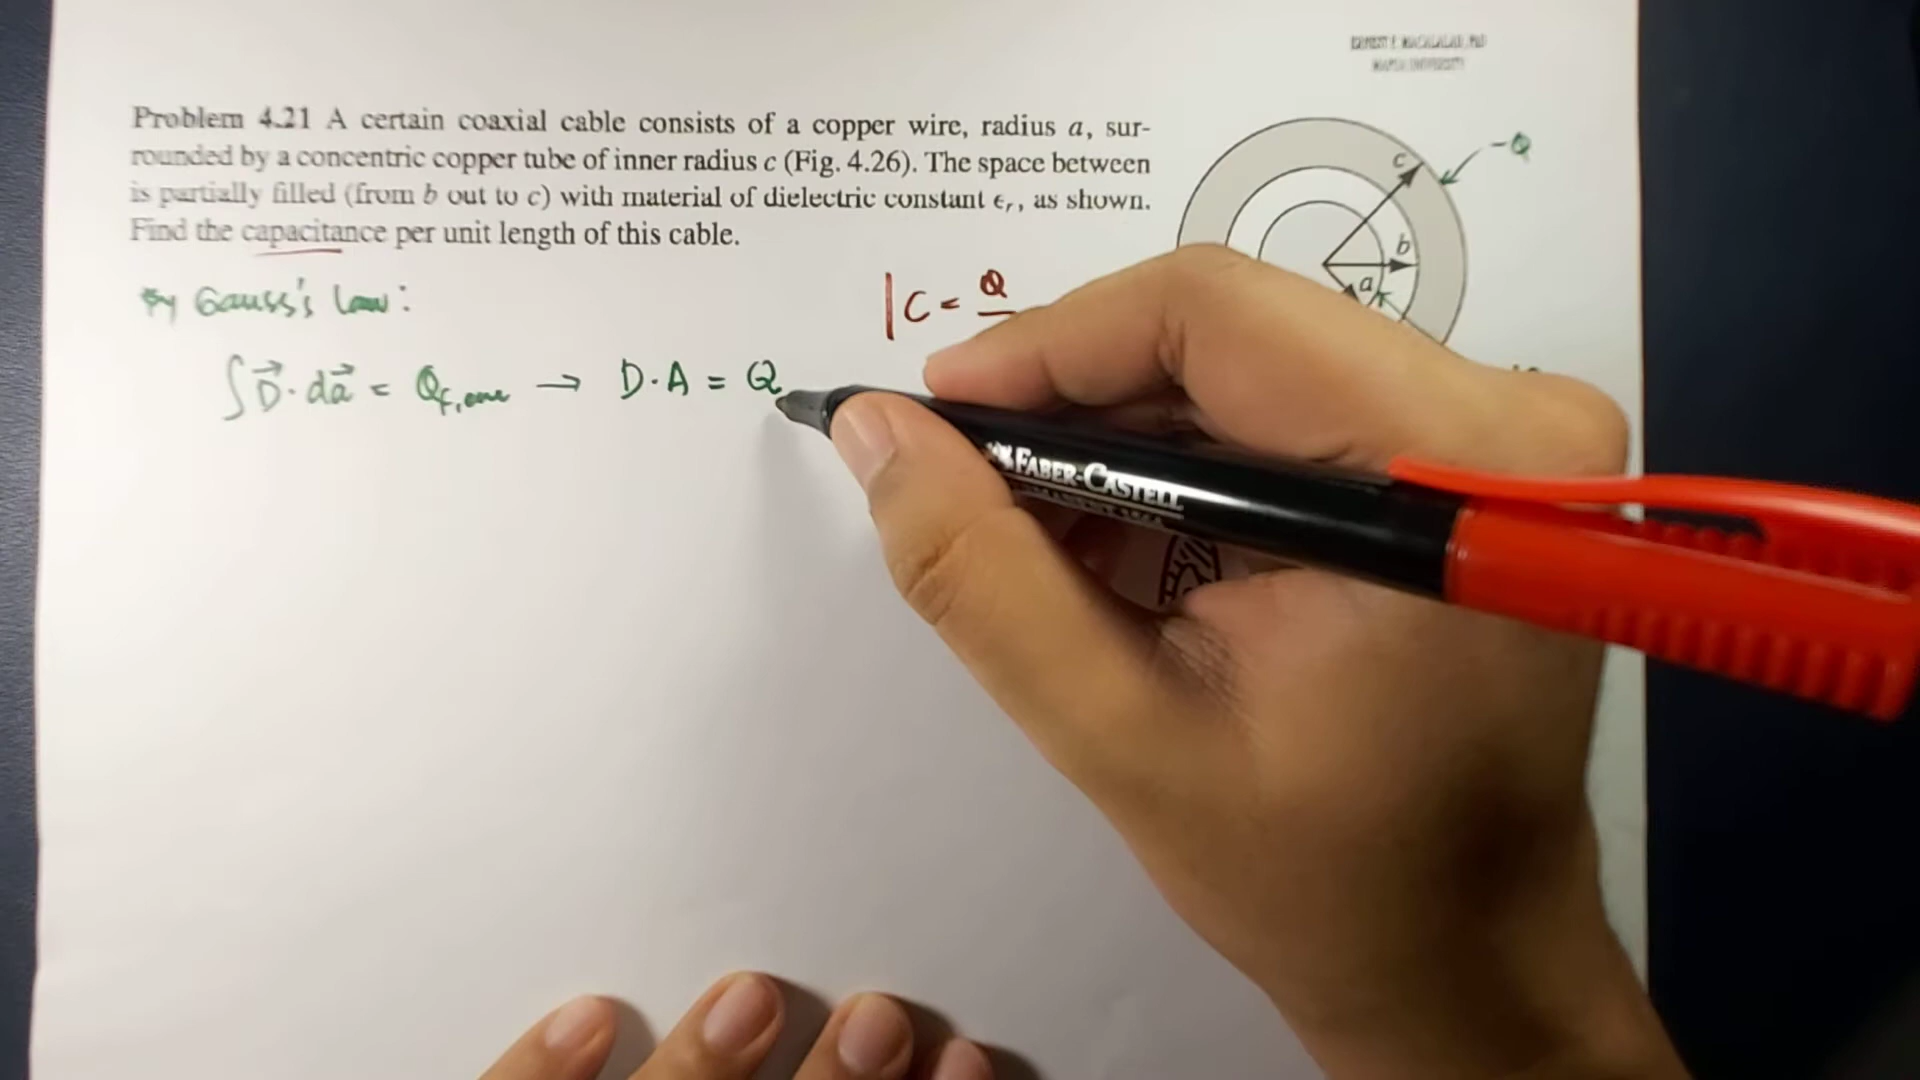 Problem 4.21 A certain coaxial cable consists of a copper wire, radius a, sur-
rounded by a concentric copper tube of inner radius c (Fig. 4.26). The space between
is partially filled (from b out to c) with material of dielectric constant ϵr, as shown.
Find the capacitance per unit length of this cable.
c
-Q
b
a
By Gauss's Law:
C = Q
∫ D⃗ · da⃗ = Qf,enc → D·A = Q
FABER-CASTELL